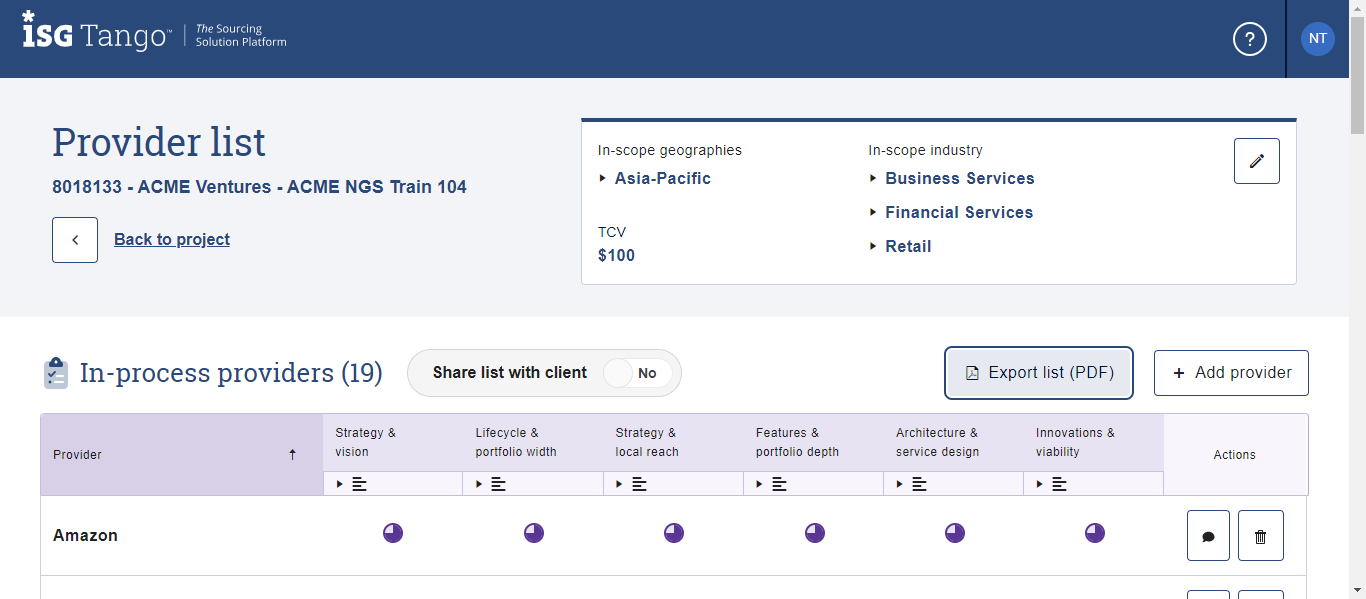 *
isG Tango™
The Sourcing
Solution Platform
?
NT
Provider list
8018133 - ACME Ventures - ACME NGS Train 104
Back to project
In-scope geographies
Asia-Pacific
TCV
$100
In-scope industry
Business Services
Financial Services
Retail
In-process providers (19)
Share list with client
No
Export list (PDF)
+ Add provider
Provider
Strategy &
vision
Lifecycle &
portfolio width
Strategy &
local reach
Features &
portfolio depth
Architecture &
service design
Innovations &
viability
Actions
Amazon